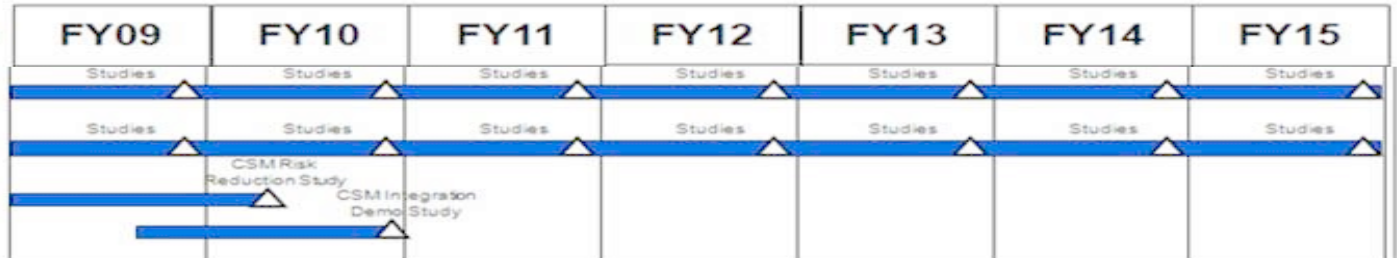 FY09 FY10 FY11 FY12 FY13 FY14 FY15
Studies Studies Studies Studies Studies Studies Studies
Studies Studies Studies Studies Studies Studies Studies
CSM Risk
Reduction Study
CSM Integration
Demo Study